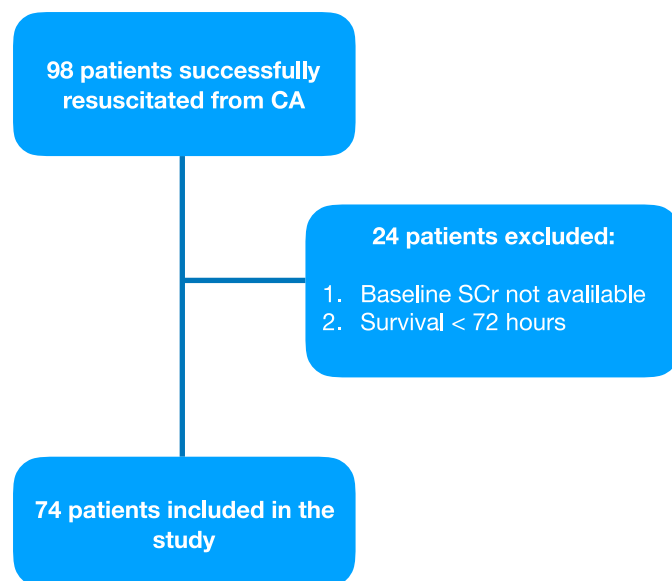 98 patients successfully
resuscitated from CA
24 patients excluded:
1. Baseline SCr not availilable
2. Survival < 72 hours
74 patients included in the
study